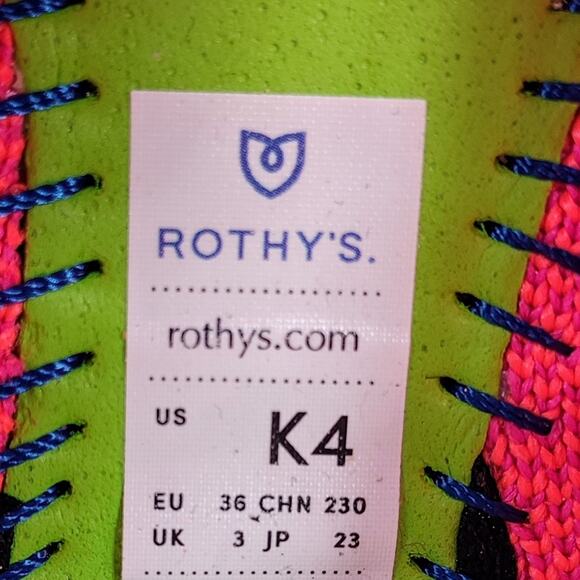 ROTHY'S.
rothys.com
US K4
EU 36 CHN 230
UK 3 JP 23